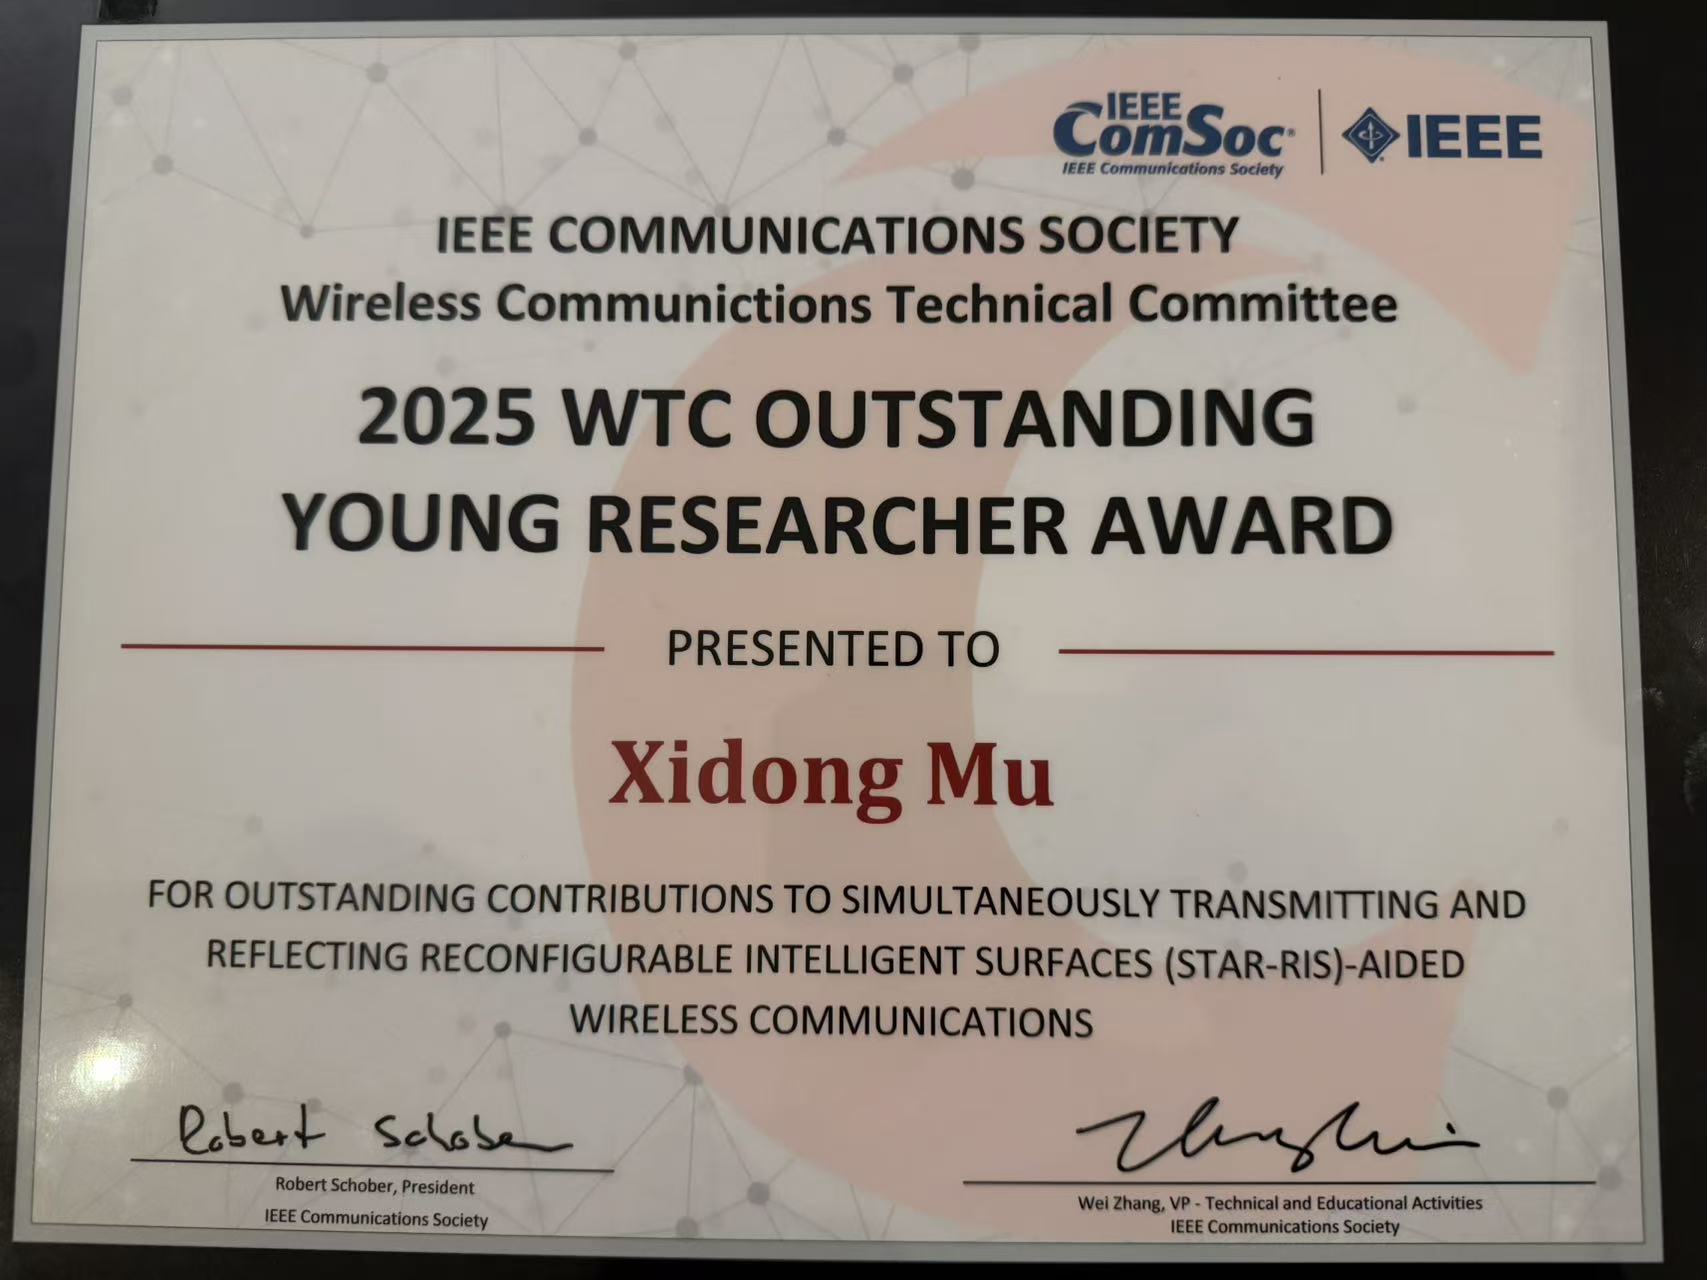 IEEE
ComSoc®
IEEE Communications Society
IEEE
IEEE COMMUNICATIONS SOCIETY
Wireless Communictions Technical Committee
2025 WTC OUTSTANDING
YOUNG RESEARCHER AWARD
PRESENTED TO
Xidong Mu
FOR OUTSTANDING CONTRIBUTIONS TO SIMULTANEOUSLY TRANSMITTING AND
REFLECTING RECONFIGURABLE INTELLIGENT SURFACES (STAR-RIS)-AIDED
WIRELESS COMMUNICATIONS
Robert Schober
Robert Schober, President
IEEE Communications Society
Wei Zhang, VP - Technical and Educational Activities
IEEE Communications Society